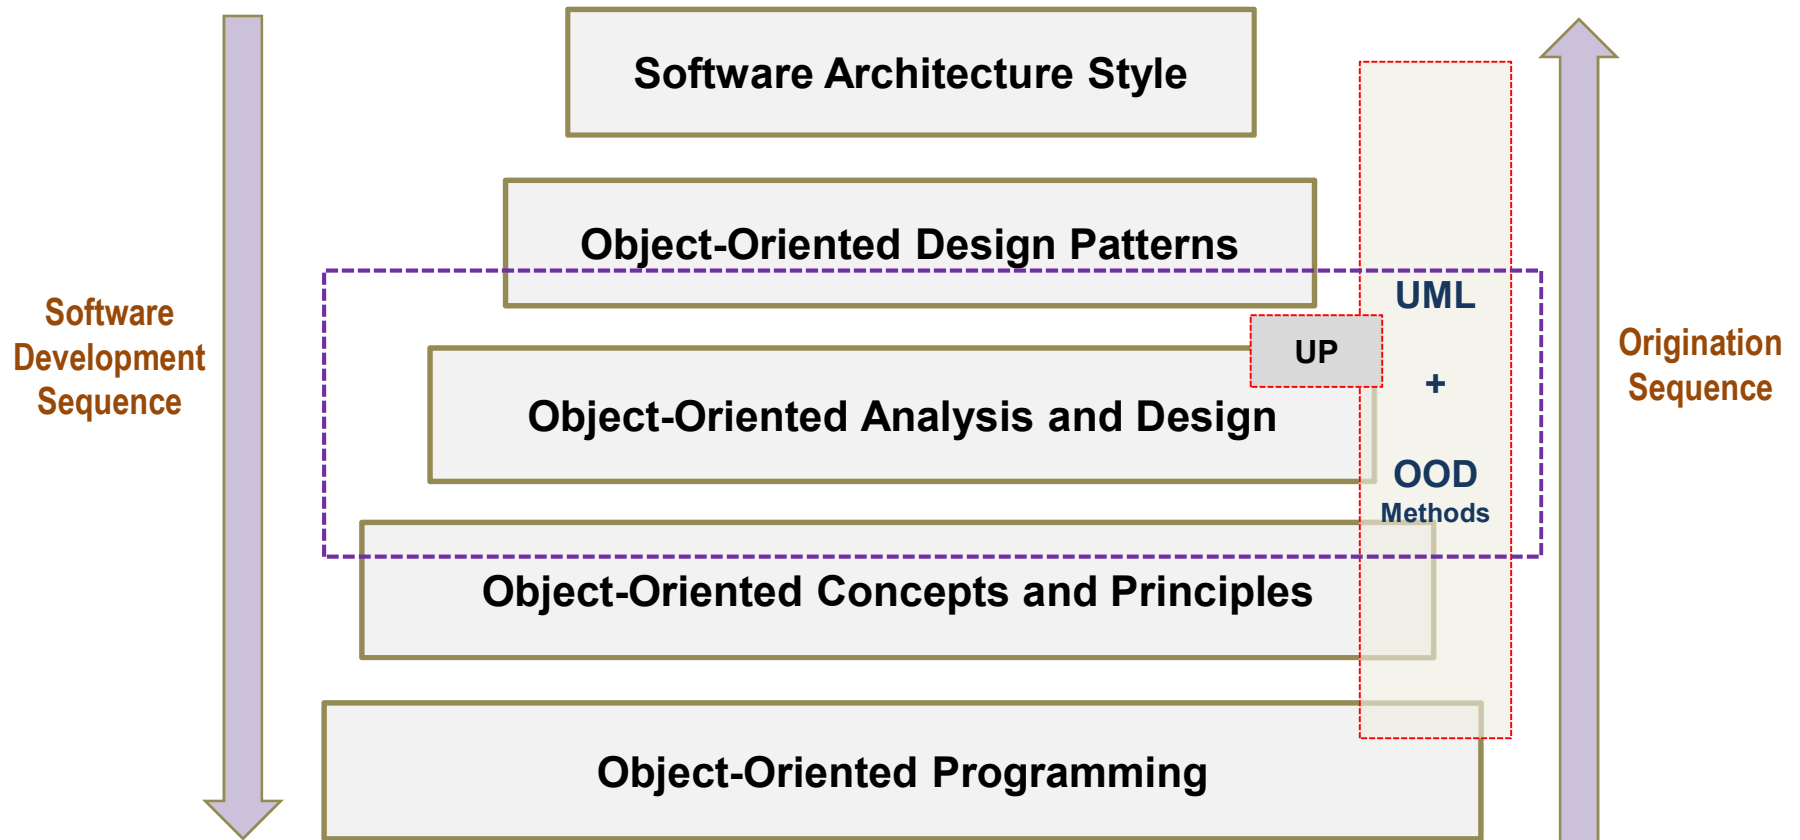 Software Architecture Style
Object-Oriented Design Patterns
Software
Development
Sequence
UML
+
OOD
Methods
UP
Origination
Sequence
Object-Oriented Analysis and Design
Object-Oriented Concepts and Principles
Object-Oriented Programming